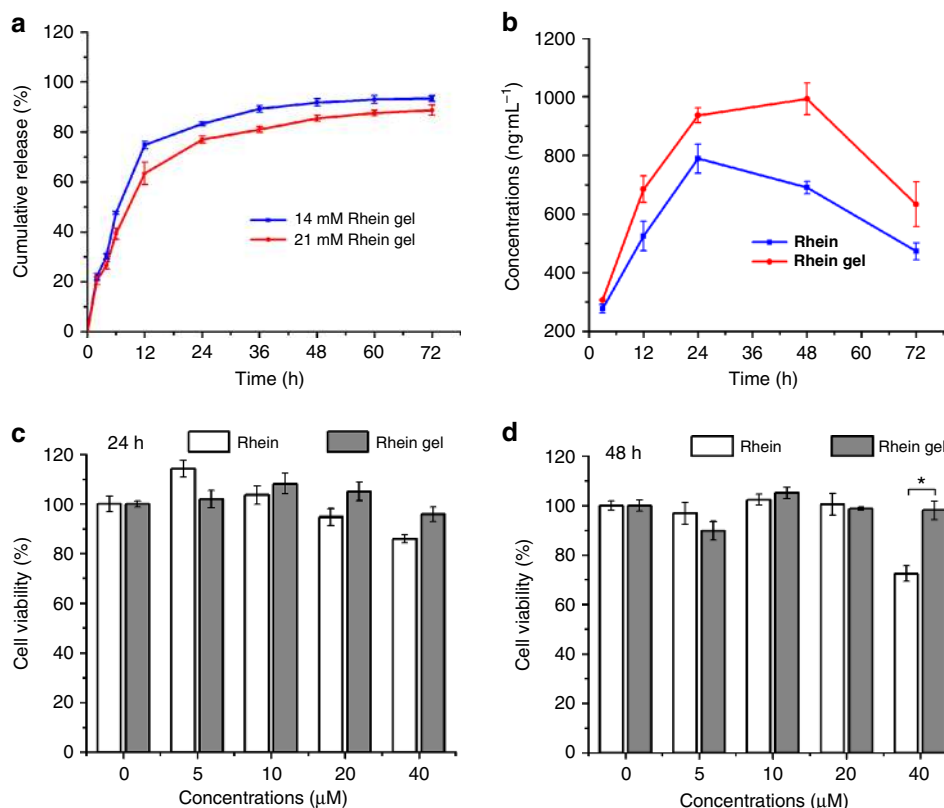 a
Cumulative release (%)
120
100
80
60
40
20
0
14 mM Rhein gel
21 mM Rhein gel
0 12 24 36 48 60 72
Time (h)
b
Concentrations (ng·mL⁻¹)
1200
1000
800
600
400
200
Rhein
Rhein gel
0 12 24 36 48 60 72
Time (h)
c
24 h
Rhein
Rhein gel
Cell viability (%)
120
100
80
60
40
20
0
0 5 10 20 40
Concentrations (μM)
d
48 h
Rhein
Rhein gel
*
Cell viability (%)
120
100
80
60
40
20
0
0 5 10 20 40
Concentrations (μM)